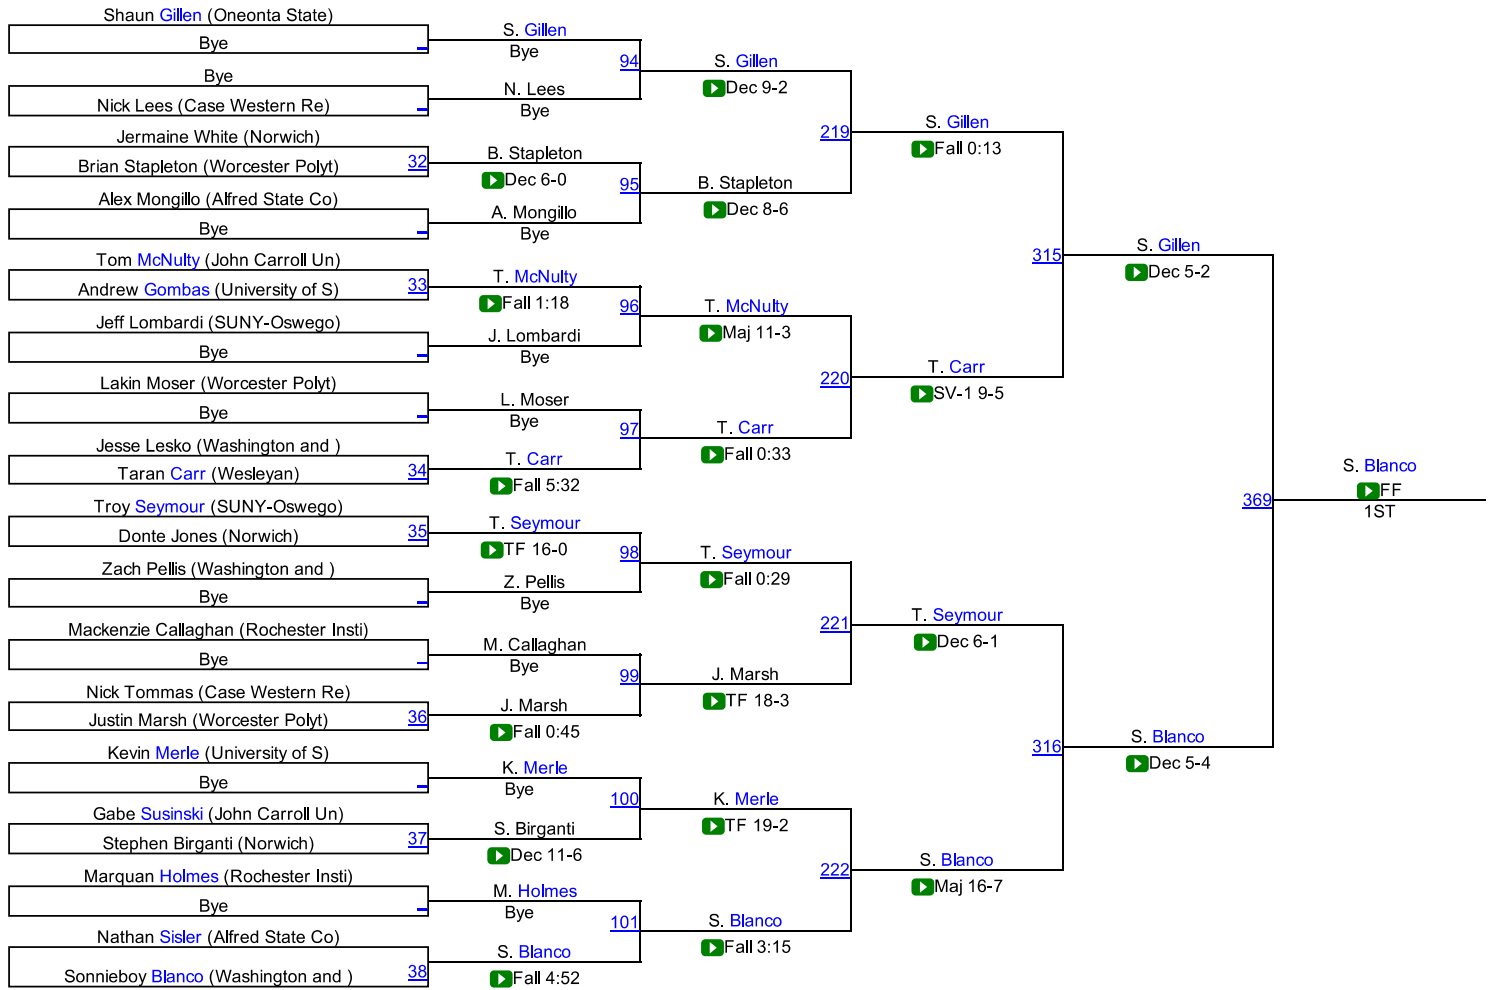 Shaun Gillen (Oneonta State)
Bye
Bye
Nick Lees (Case Western Re)
Jermaine White (Norwich)
Brian Stapleton (Worcester Polyt)
32
Alex Mongillo (Alfred State Co)
Bye
Tom McNulty (John Carroll Un)
Andrew Gombas (University of S)
33
Jeff Lombardi (SUNY-Oswego)
Bye
Lakin Moser (Worcester Polyt)
Bye
Jesse Lesko (Washington and )
Taran Carr (Wesleyan)
34
Troy Seymour (SUNY-Oswego)
Donte Jones (Norwich)
35
Zach Pellis (Washington and )
Bye
Mackenzie Callaghan (Rochester Insti)
Bye
Nick Tommas (Case Western Re)
Justin Marsh (Worcester Polyt)
36
Kevin Merle (University of S)
Bye
Gabe Susinski (John Carroll Un)
Stephen Birganti (Norwich)
37
Marquan Holmes (Rochester Insti)
Bye
Nathan Sisler (Alfred State Co)
Sonnieboy Blanco (Washington and )
38
S. Gillen
Bye
94
N. Lees
Bye
B. Stapleton
Dec 6-0
95
A. Mongillo
Bye
T. McNulty
Fall 1:18
96
J. Lombardi
Bye
L. Moser
Bye
97
T. Carr
Fall 5:32
T. Seymour
TF 16-0
98
Z. Pellis
Bye
M. Callaghan
Bye
99
J. Marsh
Fall 0:45
K. Merle
Bye
100
S. Birganti
Dec 11-6
M. Holmes
Bye
101
S. Blanco
Fall 4:52
S. Gillen
Dec 9-2
219
B. Stapleton
Dec 8-6
T. McNulty
Maj 11-3
220
T. Carr
Fall 0:33
T. Seymour
Fall 0:29
221
J. Marsh
TF 18-3
K. Merle
TF 19-2
222
S. Blanco
Fall 3:15
S. Gillen
Fall 0:13
315
T. Carr
SV-1 9-5
T. Seymour
Dec 6-1
316
S. Blanco
Maj 16-7
S. Gillen
Dec 5-2
369
S. Blanco
Dec 5-4
S. Blanco
FF
1ST